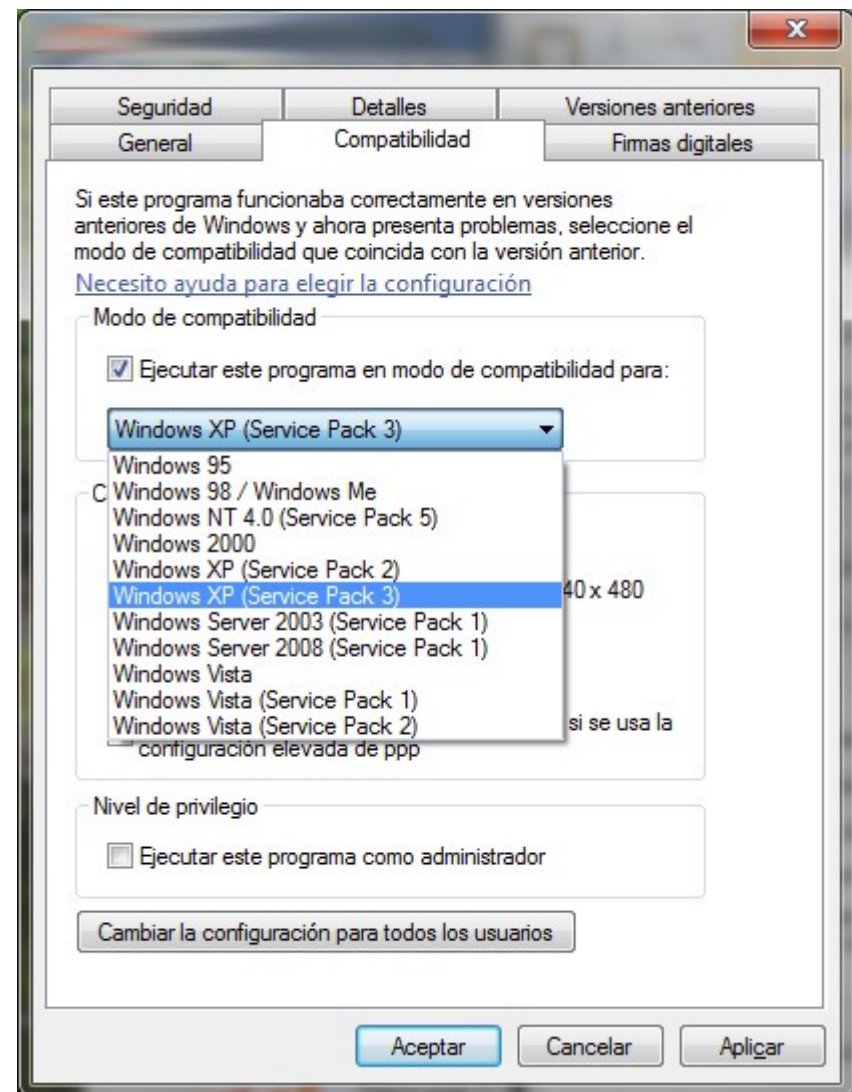 Seguridad
Detalles
Versiones anteriores
General
Compatibilidad
Firmas digitales
Si este programa funcionaba correctamente en versiones
anteriores de Windows y ahora presenta problemas, seleccione el
modo de compatibilidad que coincida con la versión anterior.
Necesito ayuda para elegir la configuración
Modo de compatibilidad
Ejecutar este programa en modo de compatibilidad para:
Windows XP (Service Pack 3)
Windows 95
C
Windows 98 / Windows Me
Windows NT 4.0 (Service Pack 5)
Windows 2000
Windows XP (Service Pack 2)
Windows XP (Service Pack 3)
40 x 480
Windows Server 2003 (Service Pack 1)
Windows Server 2008 (Service Pack 1)
Windows Vista
Windows Vista (Service Pack 1)
Windows Vista (Service Pack 2)
si se usa la
configuración elevada de ppp
Nivel de privilegio
Ejecutar este programa como administrador
Cambiar la configuración para todos los usuarios
Aceptar
Cancelar
Aplicar